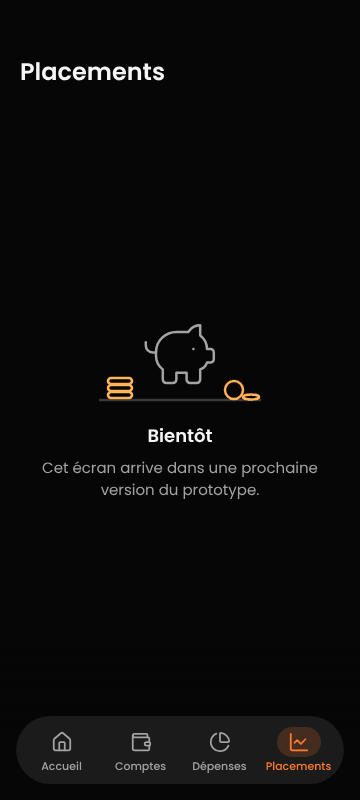 Placements
Bientôt
Cet écran arrive dans une prochaine
version du prototype.
Accueil
Comptes
Dépenses
Placements